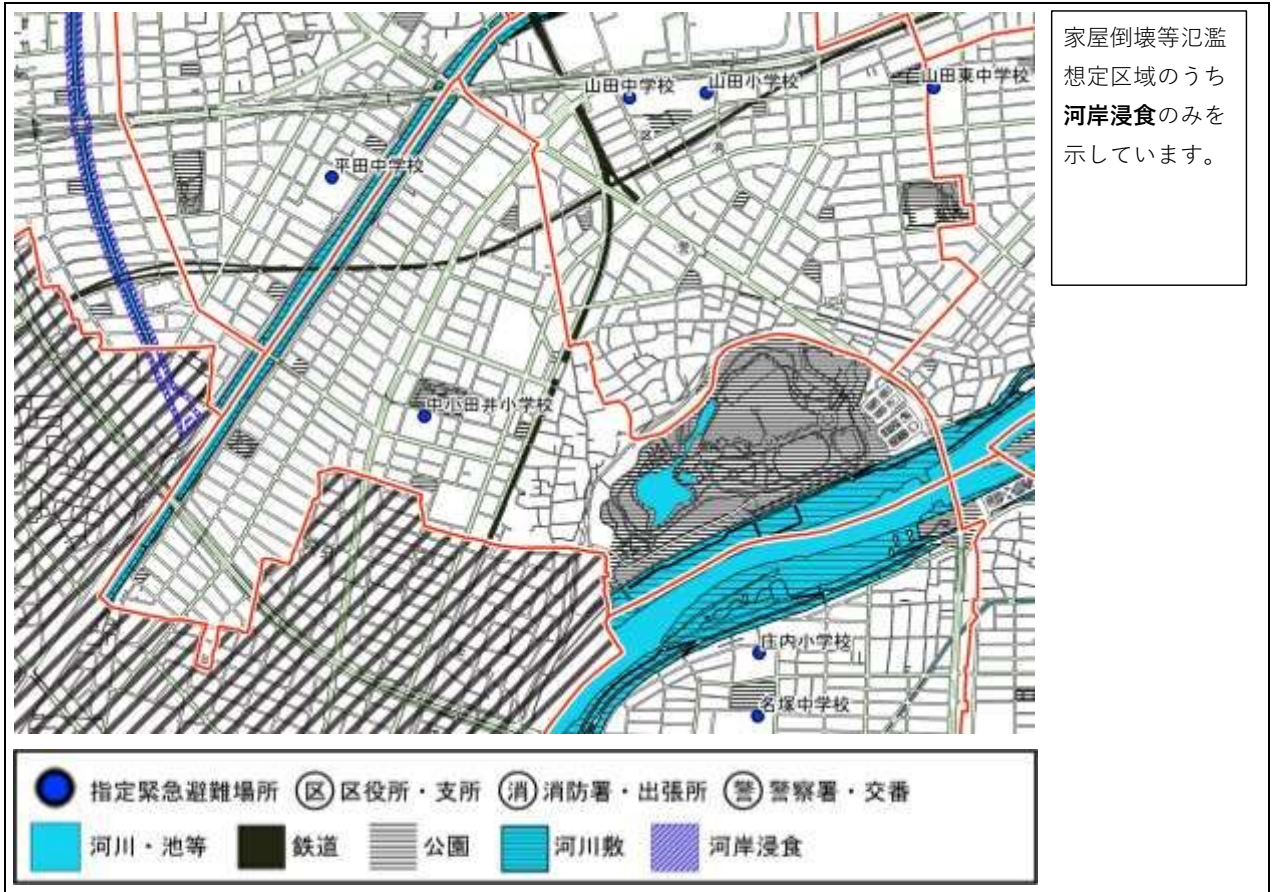 家屋倒壊等氾濫
想定区域のうち
河岸浸食のみを
示しています。
山田中学校
山田小学校
山田東中学校
平田中学校
中小田井小学校
庄内小学校
名塚中学校
指定緊急避難場所 区 区役所・支所 消 消防署・出張所 警 警察署・交番
河川・池等 鉄道 公園 河川敷 河岸浸食